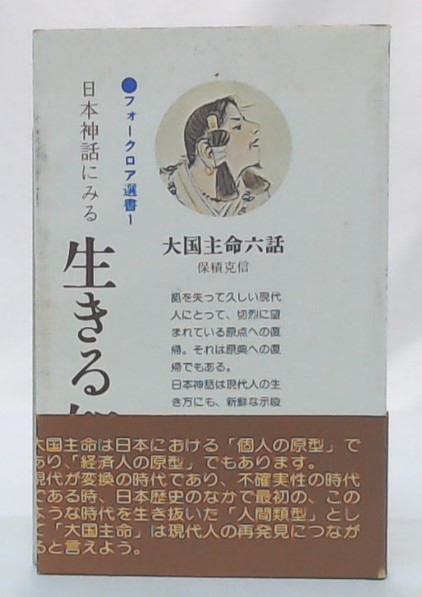 ●フォークロア選書1
日本神話にみる
生きる
大国主命六話
保積克信
を失って久しい現代
人にとって、切烈に望
まれている原点への復
帰。それは原典への復
帰でもある。
日本神話は現代人の生
き方にも、新鮮な示唆
大国主命は日本における「個人の原型」で
あり、「経済人の原型」でもあります。
現代が変換の時代であり、不確実性の時代
である時、日本歴史のなかで最初の、この
ような時代を生き抜いた「人間類型」とし
て「大国主命」は現代人の再発見につなが
ると言えよう。